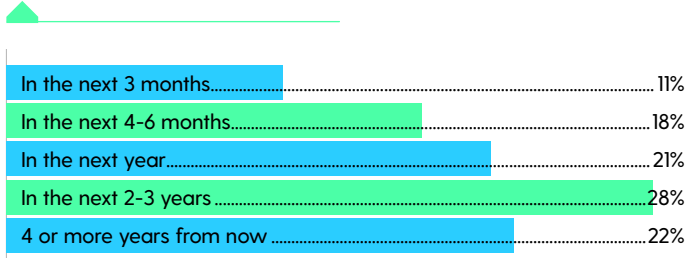 In the next 3 months 11%
In the next 4-6 months 18%
In the next year 21%
In the next 2-3 years 28%
4 or more years from now 22%